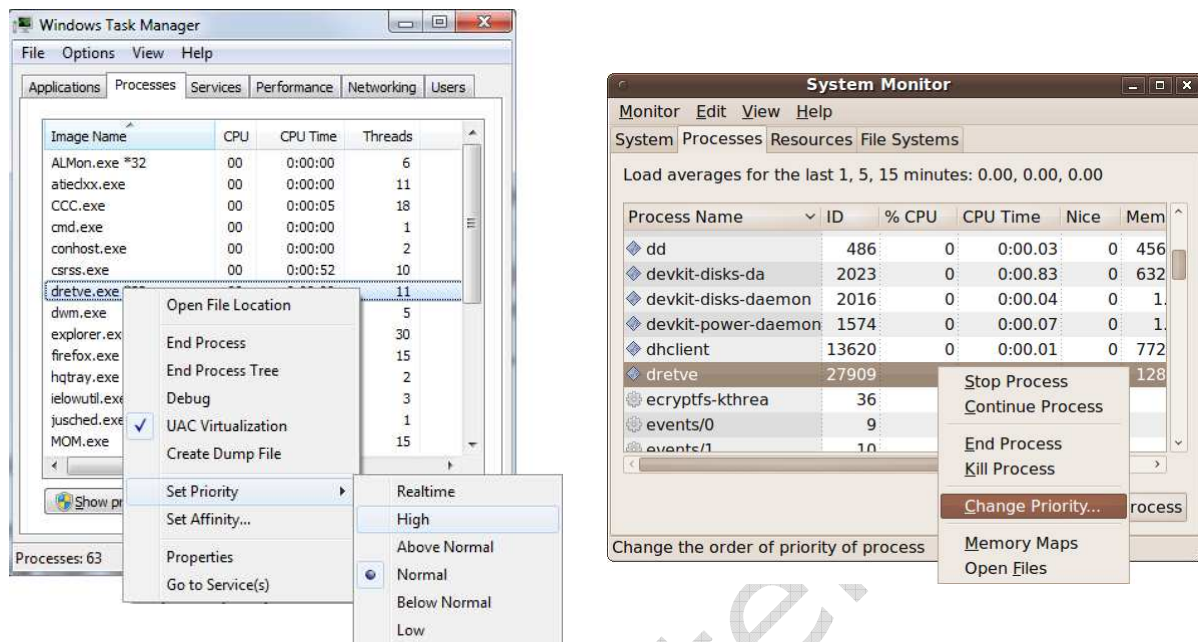 Windows Task Manager
File Options View Help
Applications Processes Services Performance Networking Users
Image Name CPU CPU Time Threads
ALMon.exe *32 00 0:00:00 6
atieclxx.exe 00 0:00:00 11
CCC.exe 00 0:00:05 18
cmd.exe 00 0:00:00 1
conhost.exe 00 0:00:00 2
csrss.exe 00 0:00:52 10
dretve.exe 11
dwm.exe 5
explorer.ex 30
firefox.exe 15
hqtray.exe 2
ielowutil.exe 3
jusched.exe 1
MOM.exe 15
Show pr
Processes: 63
Open File Location
End Process
End Process Tree
Debug
UAC Virtualization
Create Dump File
Set Priority
Set Affinity...
Properties
Go to Service(s)
Realtime
High
Above Normal
Normal
Below Normal
Low
System Monitor
Monitor Edit View Help
System Processes Resources File Systems
Load averages for the last 1, 5, 15 minutes: 0.00, 0.00, 0.00
Process Name ID % CPU CPU Time Nice Mem
dd 486 0 0:00.03 0 456
devkit-disks-da 2023 0 0:00.83 0 632
devkit-disks-daemon 2016 0 0:00.04 0 1.
devkit-power-daemon 1574 0 0:00.07 0 1.
dhclient 13620 0 0:00.01 0 772
dretve 27909 128
ecryptfs-kthrea 36
events/0 9
events/1 10
rocess
Change the order of priority of process
Stop Process
Continue Process
End Process
Kill Process
Change Priority...
Memory Maps
Open Files